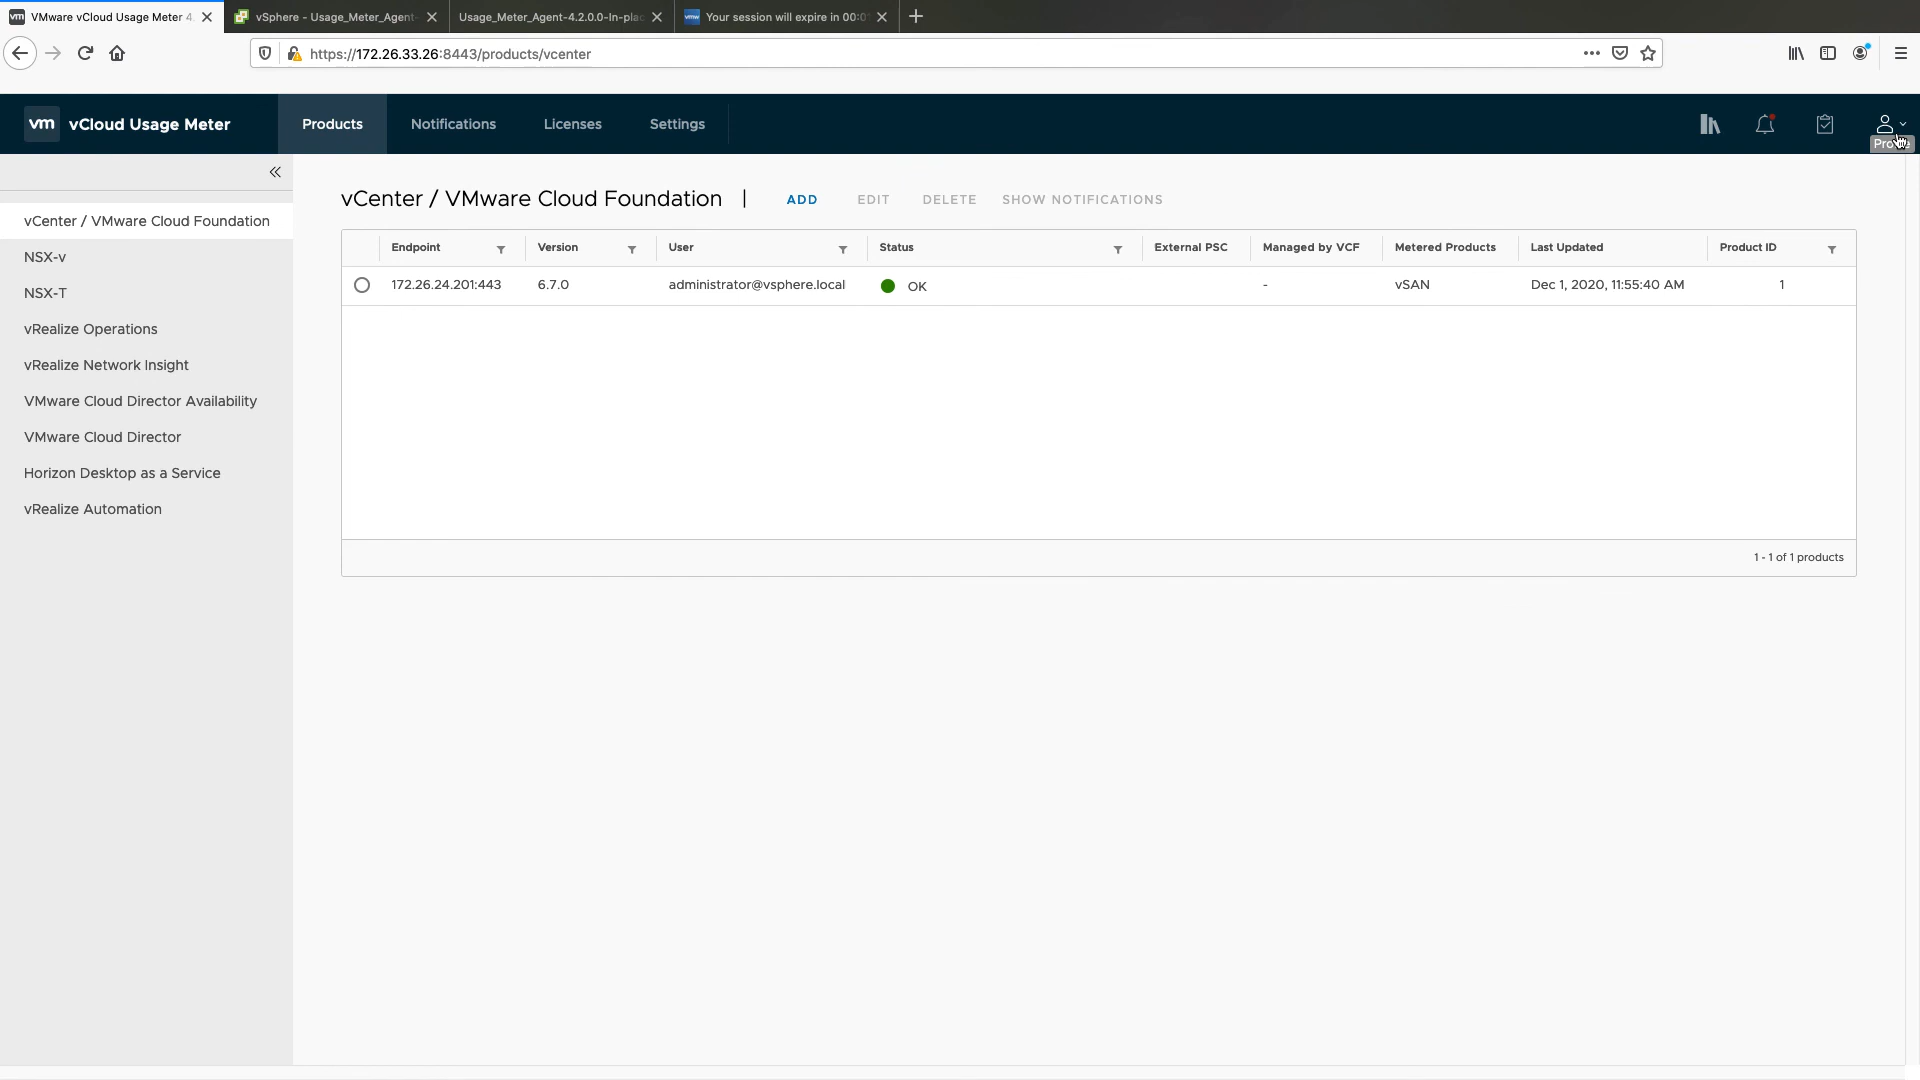 VMware vCloud Usage Meter 4.
vSphere - Usage_Meter_Agent-
Usage_Meter_Agent-4.2.0.0-In-plac
vmw Your session will expire in 00:0
https://172.26.33.26:8443/products/vcenter
vm vCloud Usage Meter Products Notifications Licenses Settings
Profile
vCenter / VMware Cloud Foundation
NSX-v
NSX-T
vRealize Operations
vRealize Network Insight
VMware Cloud Director Availability
VMware Cloud Director
Horizon Desktop as a Service
vRealize Automation
vCenter / VMware Cloud Foundation | ADD EDIT DELETE SHOW NOTIFICATIONS
Endpoint Version User Status External PSC Managed by VCF Metered Products Last Updated Product ID
172.26.24.201:443 6.7.0 administrator@vsphere.local OK - vSAN Dec 1, 2020, 11:55:40 AM 1
1 - 1 of 1 products